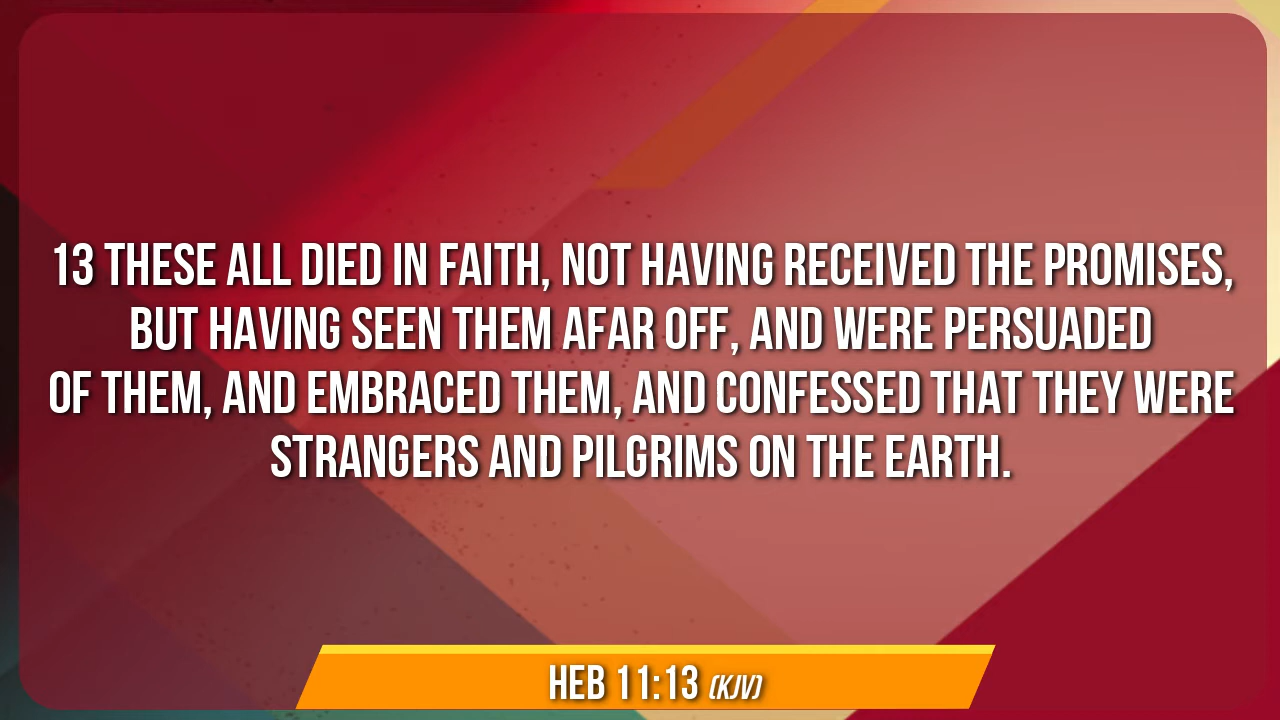 13 THESE ALL DIED IN FAITH, NOT HAVING RECEIVED THE PROMISES,
BUT HAVING SEEN THEM AFAR OFF, AND WERE PERSUADED
OF THEM, AND EMBRACED THEM, AND CONFESSED THAT THEY WERE
STRANGERS AND PILGRIMS ON THE EARTH.
HEB 11:13 (KJV)